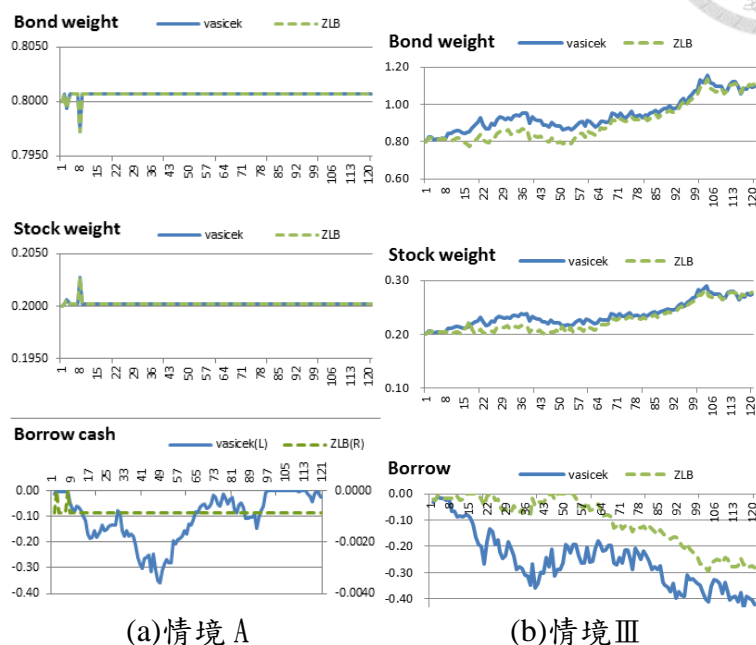 Bond weight vasicek ZLB
0.8050
0.8000
0.7950
1 8 15 22 29 36 43 50 57 64 71 78 85 92 99 106 113 120
Stock weight vasicek ZLB
0.2050
0.2000
0.1950
1 8 15 22 29 36 43 50 57 64 71 78 85 92 99 106 113 120
Borrow cash vasicek(L) ZLB(R)
1 9 17 25 33 41 49 57 65 73 81 89 97 105 113 121
0.00 0.0000
-0.10
-0.20 -0.0020
-0.30
-0.40 -0.0040
(a)情境 A
Bond weight vasicek ZLB
1.20
1.00
0.80
0.60
1 8 15 22 29 36 43 50 57 64 71 78 85 92 99 106 113 120
Stock weight vasicek ZLB
0.30
0.20
0.10
1 8 15 22 29 36 43 50 57 64 71 78 85 92 99 106 113 120
Borrow vasicek ZLB
0.00
1 8 15 22 29 36 43 50 57 64 71 78 85 92 99 106 113 120
-0.10
-0.20
-0.30
-0.40
(b)情境Ⅲ